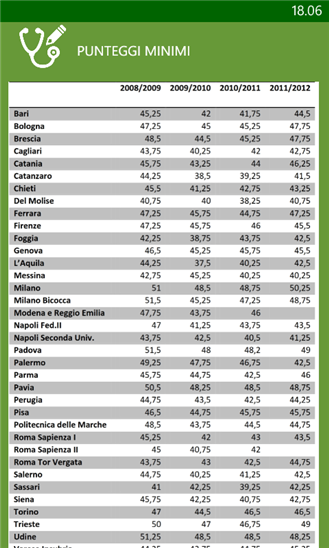 18.06
PUNTEGGI MINIMI
2008/2009 2009/2010 2010/2011 2011/2012
Bari 45,25 42 41,75 44,5
Bologna 47,25 45 45,25 47,75
Brescia 48,5 44,5 45,25 47,75
Cagliari 43,75 40,25 42 42,75
Catania 45,75 43,25 44 46,25
Catanzaro 44,25 38,5 39,25 41,5
Chieti 45,5 41,25 42,75 43,25
Del Molise 40,75 40 38,25 40,75
Ferrara 47,25 45,75 44,75 47,25
Firenze 47,25 45,75 46 45,5
Foggia 42,25 38,75 43,75 42,5
Genova 46,5 45,25 45,75 45,5
L'Aquila 44,25 37,5 40,25 42,5
Messina 42,75 45,25 40,25 40,25
Milano 51 48,5 48,75 50,25
Milano Bicocca 51,5 45,25 47,25 48,75
Modena e Reggio Emilia 47,75 43,75 46
Napoli Fed.II 47 41,25 43,75 43,5
Napoli Seconda Univ. 43,75 42,5 40,5 41,25
Padova 51,5 48 48,2 49
Palermo 49,25 47,75 46,75 42,5
Parma 45,75 44,75 42,5 46
Pavia 50,5 48,25 48,5 48,75
Perugia 44,75 43,5 42,5 44,25
Pisa 46,5 44,75 45,75 45,75
Politecnica delle Marche 48,5 43,75 44,5 44,75
Roma Sapienza I 45,25 42 43 43,5
Roma Sapienza II 45 40,75 42
Roma Tor Vergata 43,75 43 42,5 44,75
Salerno 44,75 40,25 41,25 42,5
Sassari 41 42,25 39,25 42,25
Siena 45,75 42,25 40,75 42,75
Torino 47 44,5 46,5 46,5
Trieste 50 47 46,75 49
Udine 51,25 48,5 48,5 48,25